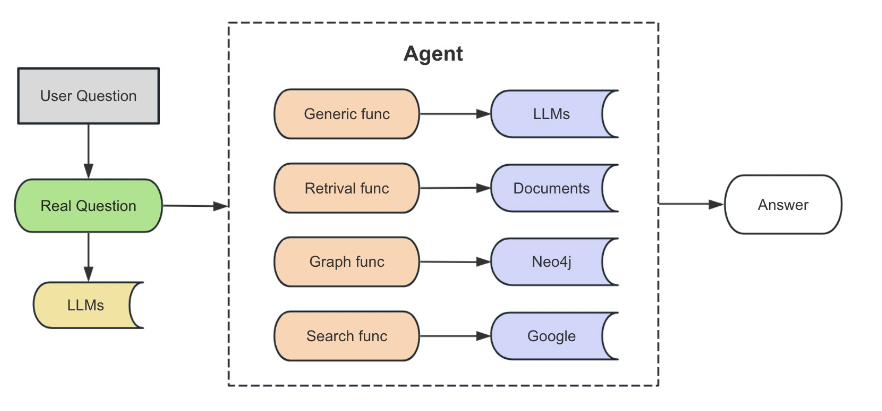 Agent
User Question
Real Question
LLMs
Generic func
LLMs
Retrival func
Documents
Graph func
Neo4j
Search func
Google
Answer